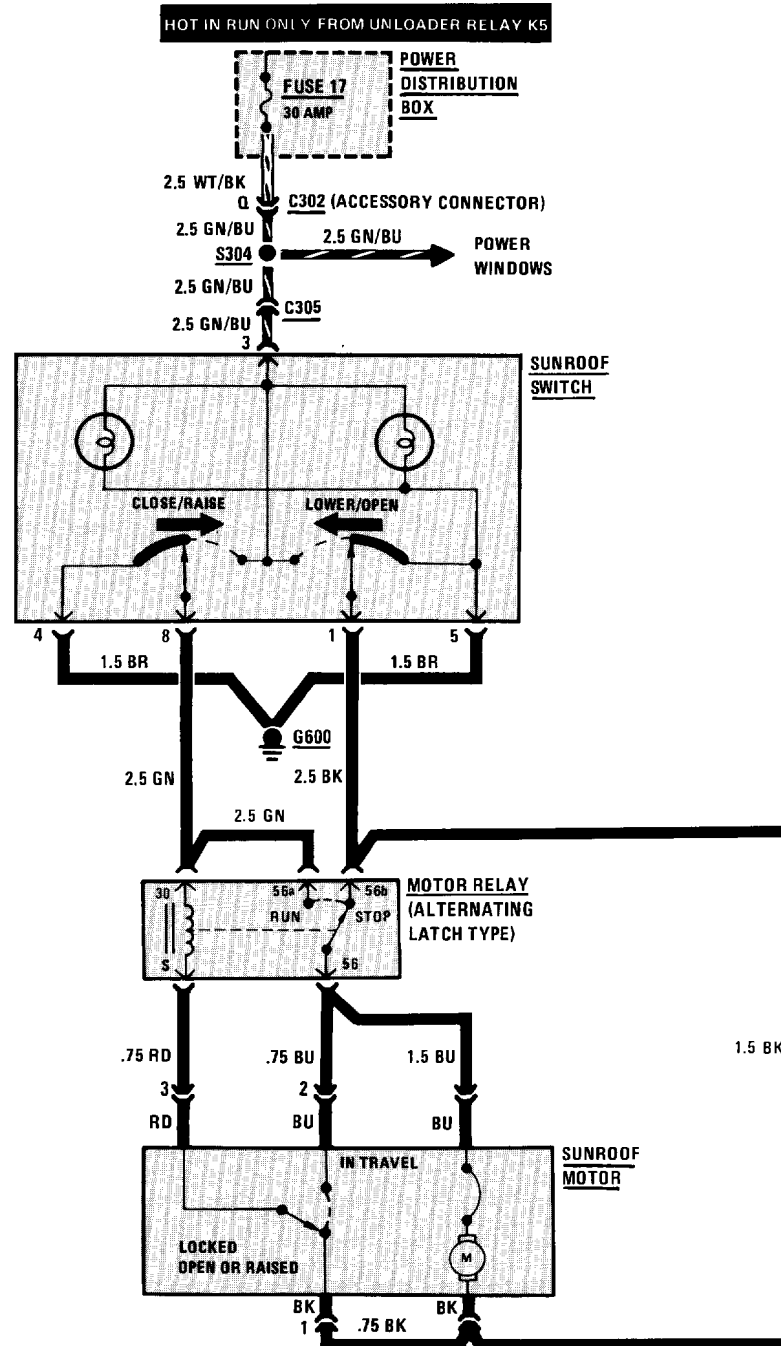 HOT IN RUN ONLY FROM UNLOADER RELAY K5
POWER
DISTRIBUTION
BOX
FUSE 17
30 AMP
2.5 WT/BK
Q
C302 (ACCESSORY CONNECTOR)
2.5 GN/BU
2.5 GN/BU
S304
POWER
WINDOWS
2.5 GN/BU
C305
2.5 GN/BU
3
SUNROOF
SWITCH
CLOSE/RAISE
LOWER/OPEN
4
8
1
5
1.5 BR
1.5 BR
G600
2.5 GN
2.5 BK
2.5 GN
30
56a
56b
MOTOR RELAY
(ALTERNATING
LATCH TYPE)
RUN
STOP
S
56
.75 RD
.75 BU
1.5 BU
1.5 BK
3
2
RD
BU
BU
IN TRAVEL
SUNROOF
MOTOR
LOCKED
OPEN OR RAISED
M
BK
BK
1
.75 BK